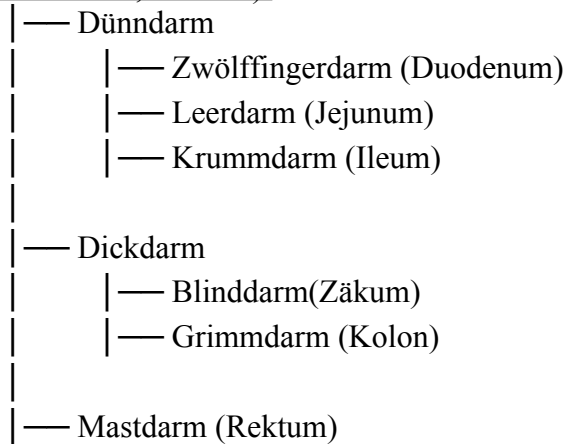 Dünndarm
Zwölffingerdarm (Duodenum)
Leerdarm (Jejunum)
Krummdarm (Ileum)
Dickdarm
Blinddarm(Zäkum)
Grimmdarm (Kolon)
Mastdarm (Rektum)